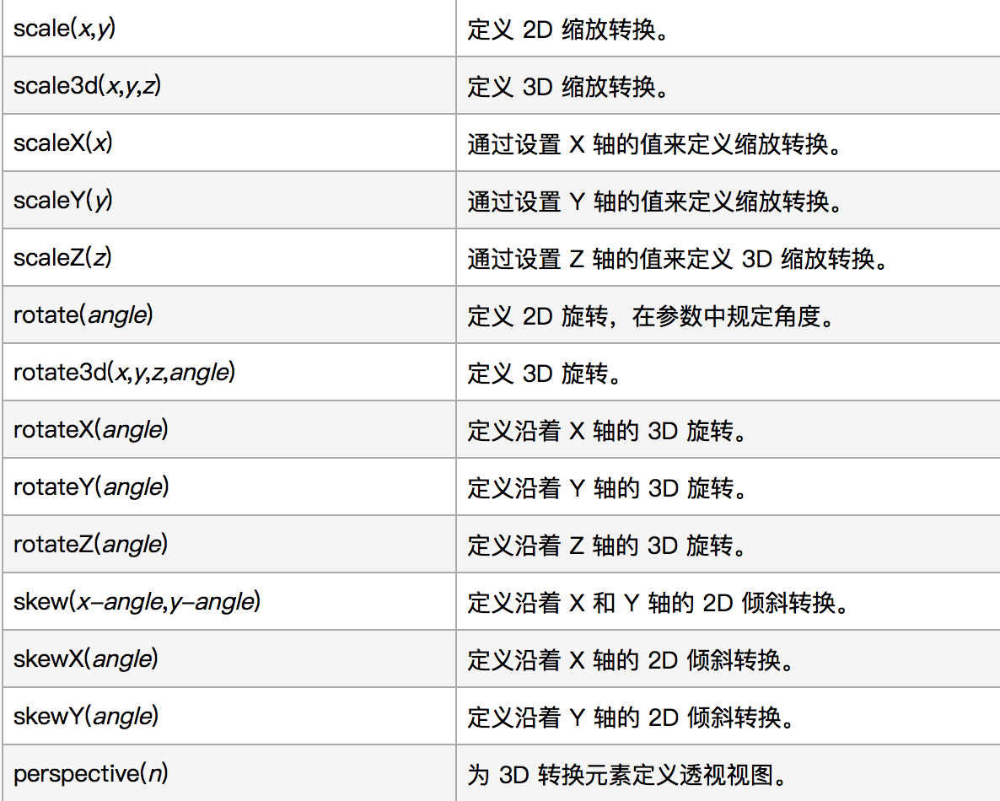 scale(x,y) 定义 2D 缩放转换。
scale3d(x,y,z) 定义 3D 缩放转换。
scaleX(x) 通过设置 X 轴的值来定义缩放转换。
scaleY(y) 通过设置 Y 轴的值来定义缩放转换。
scaleZ(z) 通过设置 Z 轴的值来定义 3D 缩放转换。
rotate(angle) 定义 2D 旋转，在参数中规定角度。
rotate3d(x,y,z,angle) 定义 3D 旋转。
rotateX(angle) 定义沿着 X 轴的 3D 旋转。
rotateY(angle) 定义沿着 Y 轴的 3D 旋转。
rotateZ(angle) 定义沿着 Z 轴的 3D 旋转。
skew(x-angle,y-angle) 定义沿着 X 和 Y 轴的 2D 倾斜转换。
skewX(angle) 定义沿着 X 轴的 2D 倾斜转换。
skewY(angle) 定义沿着 Y 轴的 2D 倾斜转换。
perspective(n) 为 3D 转换元素定义透视视图。